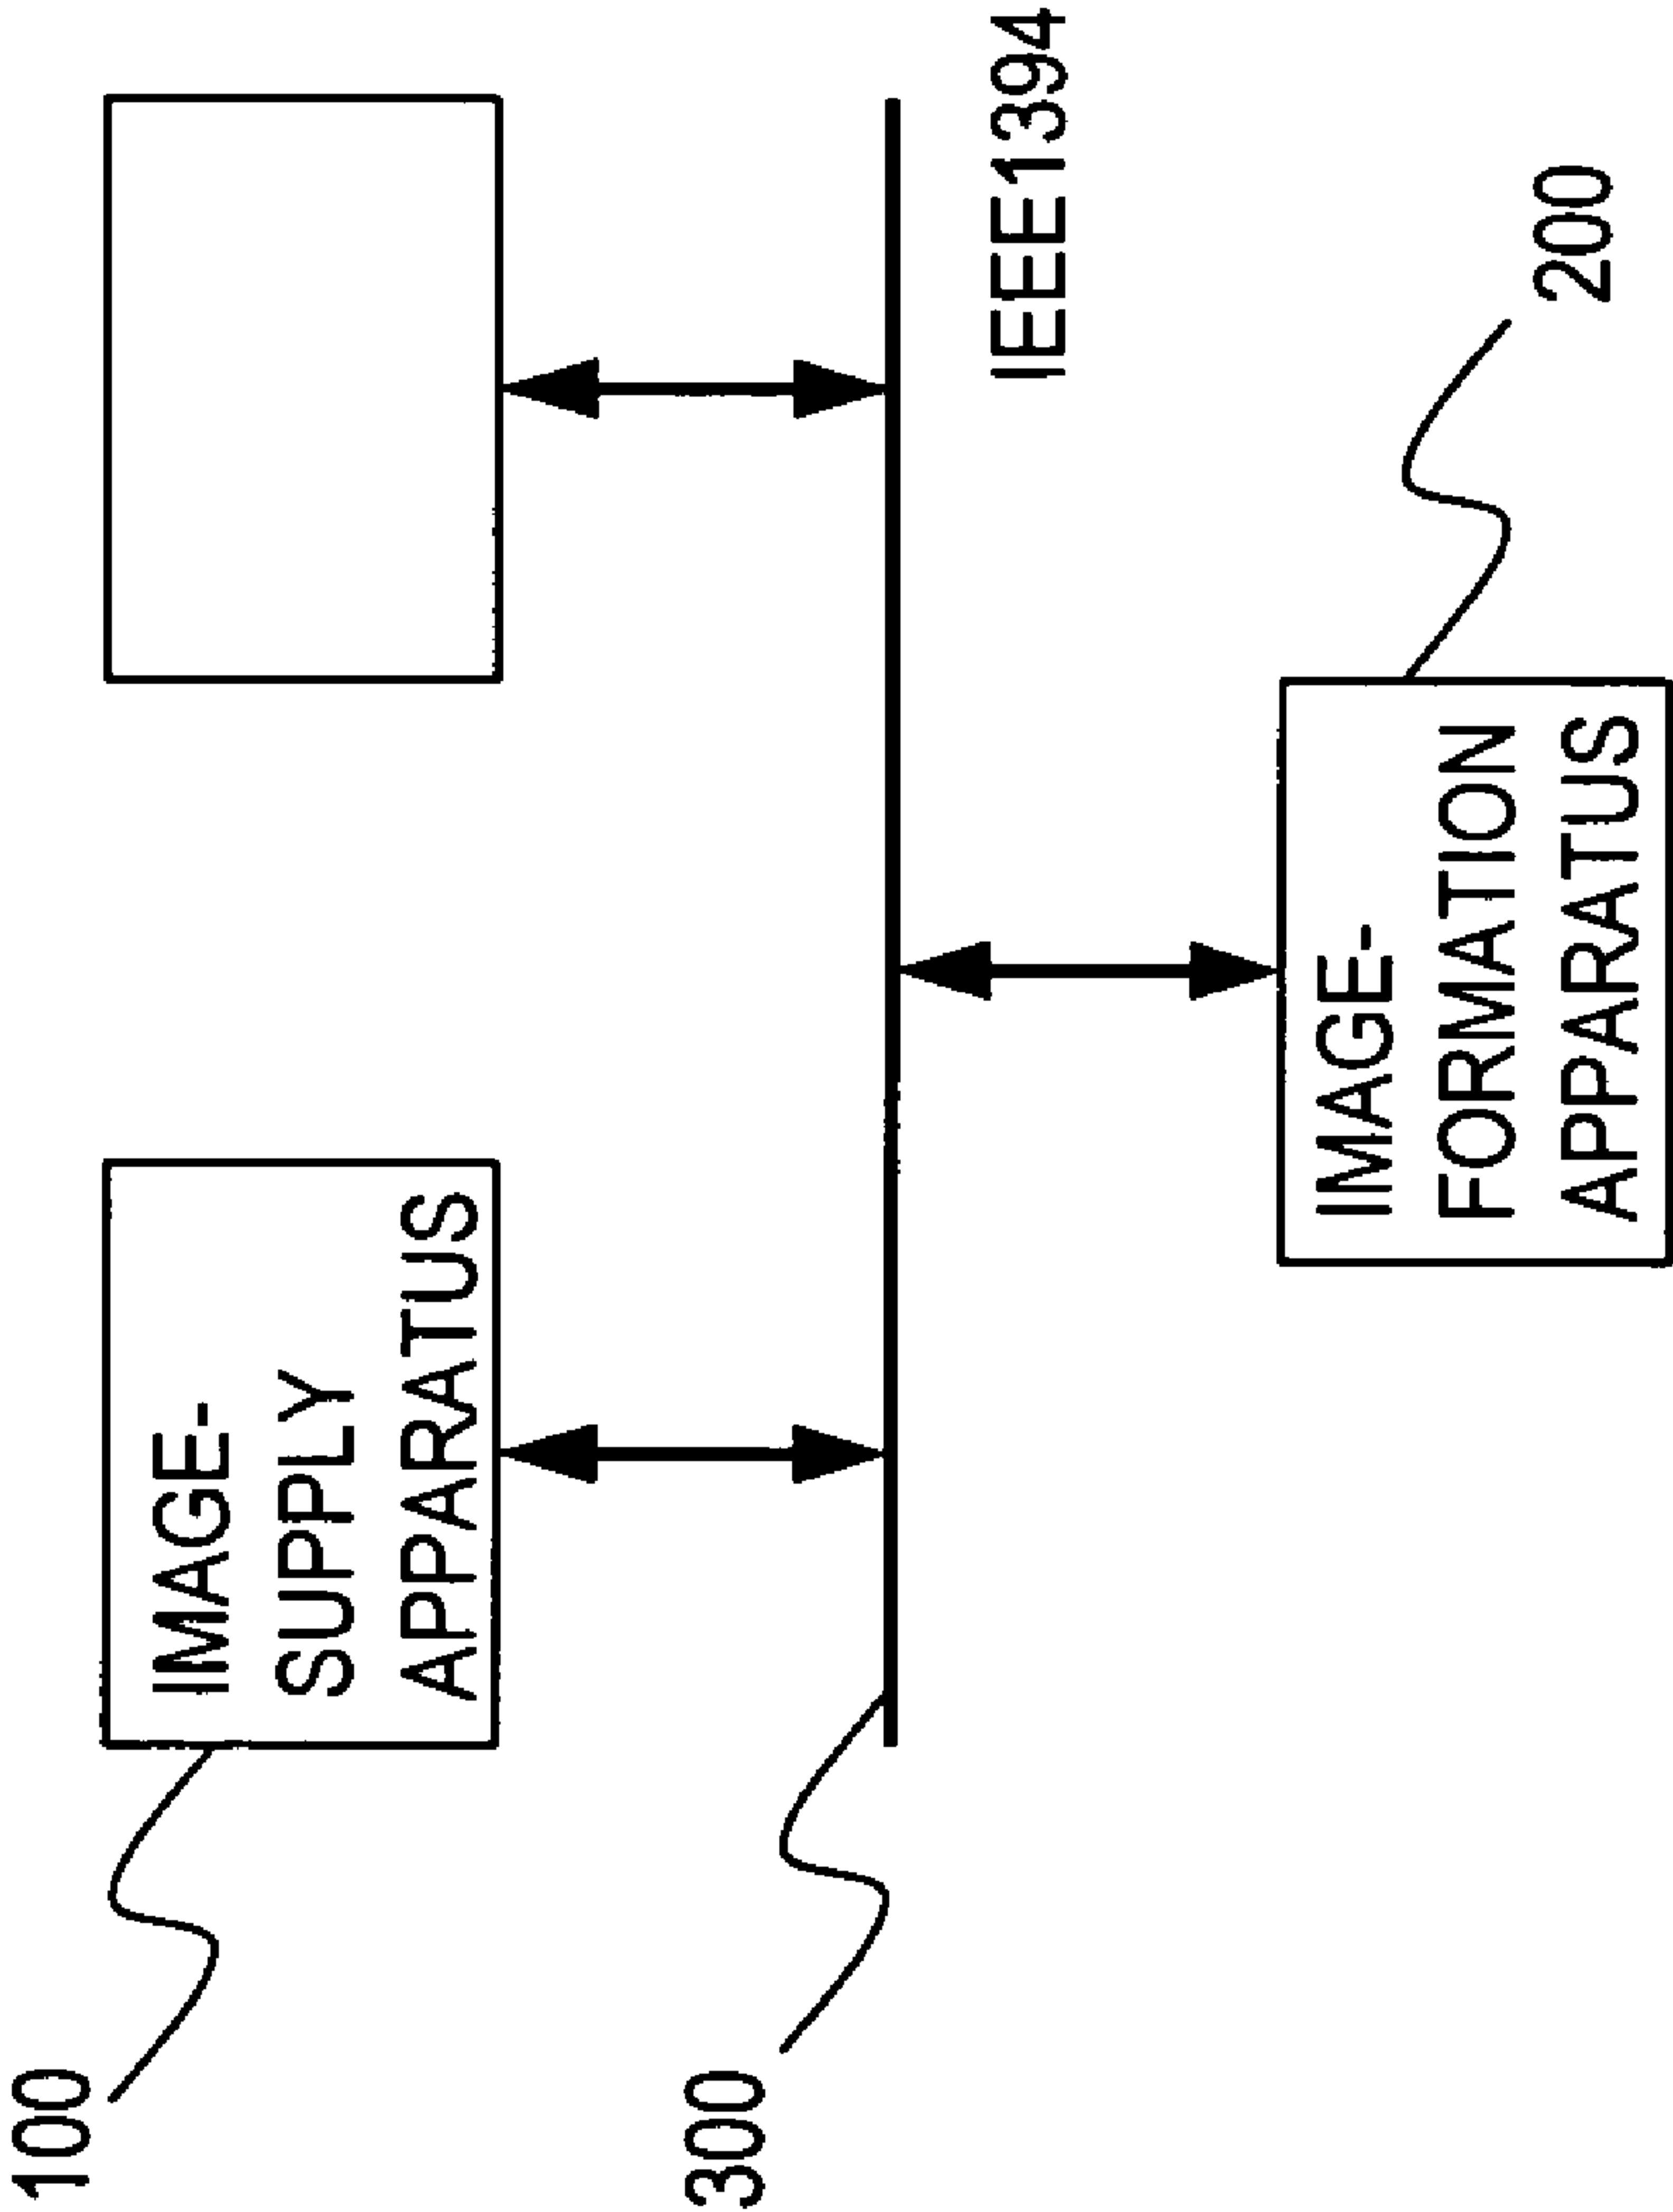 100
IMAGE-
SUPPLY
APPARATUS
300
IEEE1394
IMAGE-
FORMATION
APPARATUS
200